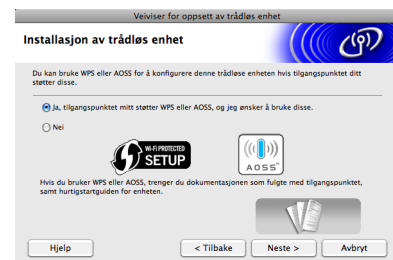 Veiviser for oppsett av trådløs enhet
Installasjon av trådløs enhet
Du kan bruke WPS eller AOSS for å konfigurere denne trådløse enheten hvis tilgangspunktet ditt
støtter disse.
Ja, tilgangspunktet mitt støtter WPS eller AOSS, og jeg ønsker å bruke disse.
Nei
WI-FI PROTECTED
SETUP
AOSS™
Hvis du bruker WPS eller AOSS, trenger du dokumentasjonen som fulgte med tilgangspunktet,
samt hurtigstartguiden for enheten.
Hjelp
< Tilbake
Neste >
Avbryt